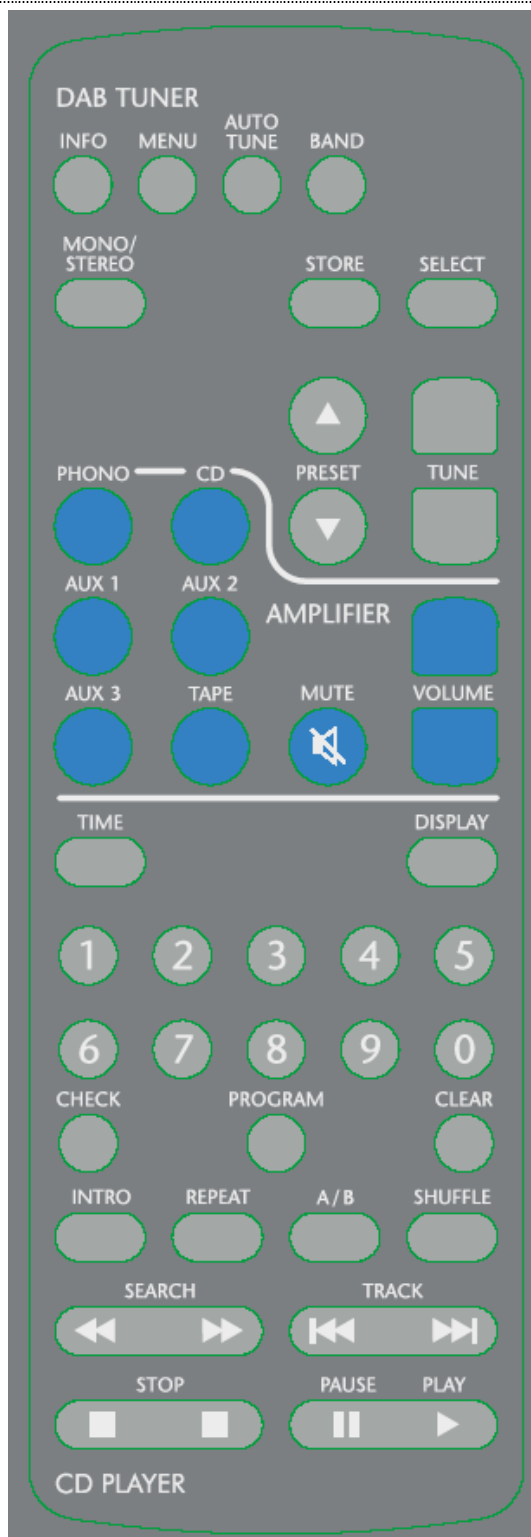 DAB TUNER
INFO MENU AUTO TUNE BAND
MONO/
STEREO
STORE SELECT
PHONO CD PRESET TUNE
AUX 1 AUX 2
AMPLIFIER
AUX 3 TAPE MUTE VOLUME
TIME DISPLAY
1 2 3 4 5
6 7 8 9 0
CHECK PROGRAM CLEAR
INTRO REPEAT A/B SHUFFLE
SEARCH TRACK
STOP PAUSE PLAY
CD PLAYER